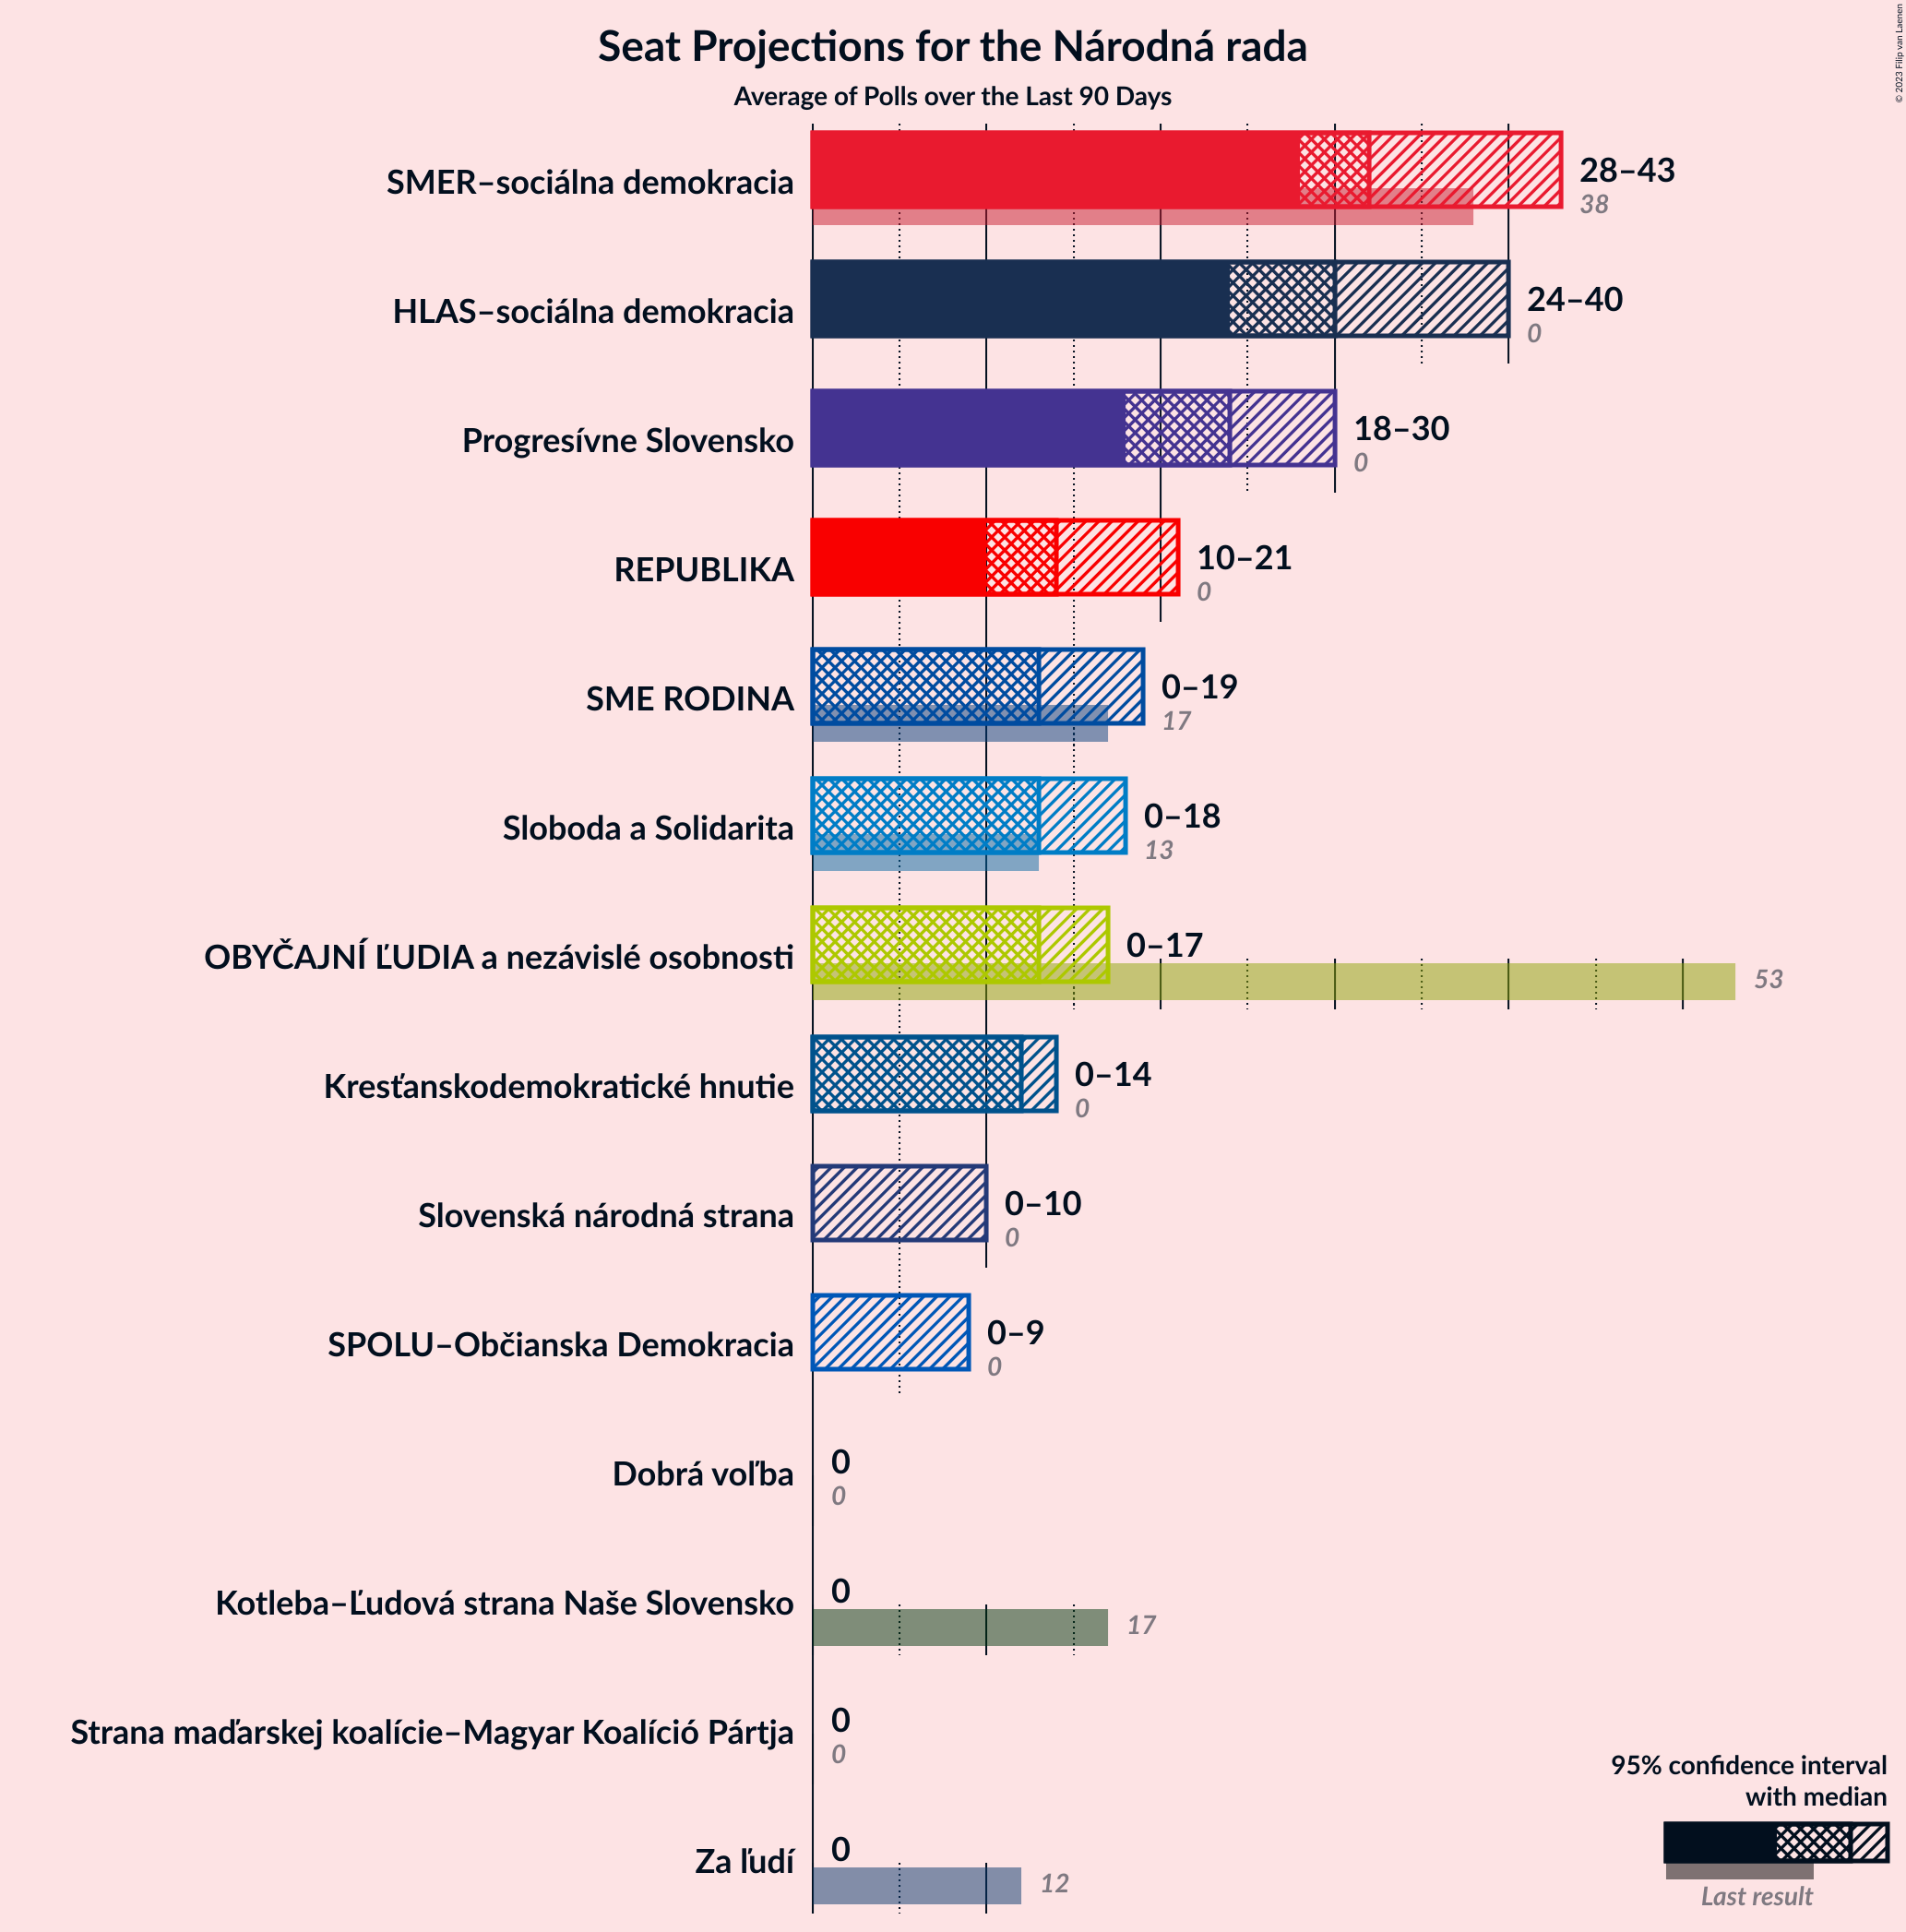 Seat Projections for the Národná rada
Average of Polls over the Last 90 Days
© 2023 Filip van Laenen
SMER–sociálna demokracia
28–43
38
HLAS–sociálna demokracia
24–40
0
Progresívne Slovensko
18–30
0
REPUBLIKA
10–21
0
SME RODINA
0–19
17
Sloboda a Solidarita
0–18
13
OBYČAJNÍ ĽUDIA a nezávislé osobnosti
0–17
53
Kresťanskodemokratické hnutie
0–14
0
Slovenská národná strana
0–10
0
SPOLU–Občianska Demokracia
0–9
0
Dobrá voľba
0
0
Kotleba–Ľudová strana Naše Slovensko
0
17
Strana maďarskej koalície–Magyar Koalíció Pártja
0
0
Za ľudí
0
12
95% confidence interval
with median
Last result